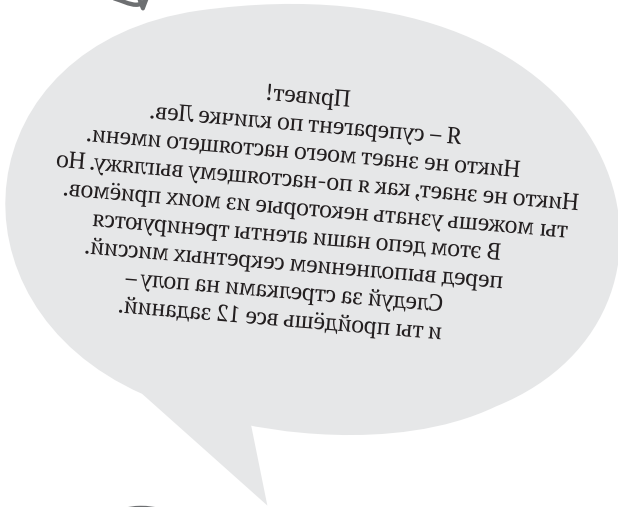 Привет!
Я – суперагент по кличке Лев.
Никто не знает моего настоящего имени.
Никто не знает, как я по-настоящему выгляжу. Но
ты можешь узнать некоторые из моих приёмов.
В этом депо наши агенты тренируются
перед выполнением секретных миссий.
Следуй за стрелками на полу –
и ты пройдёшь все 12 заданий.